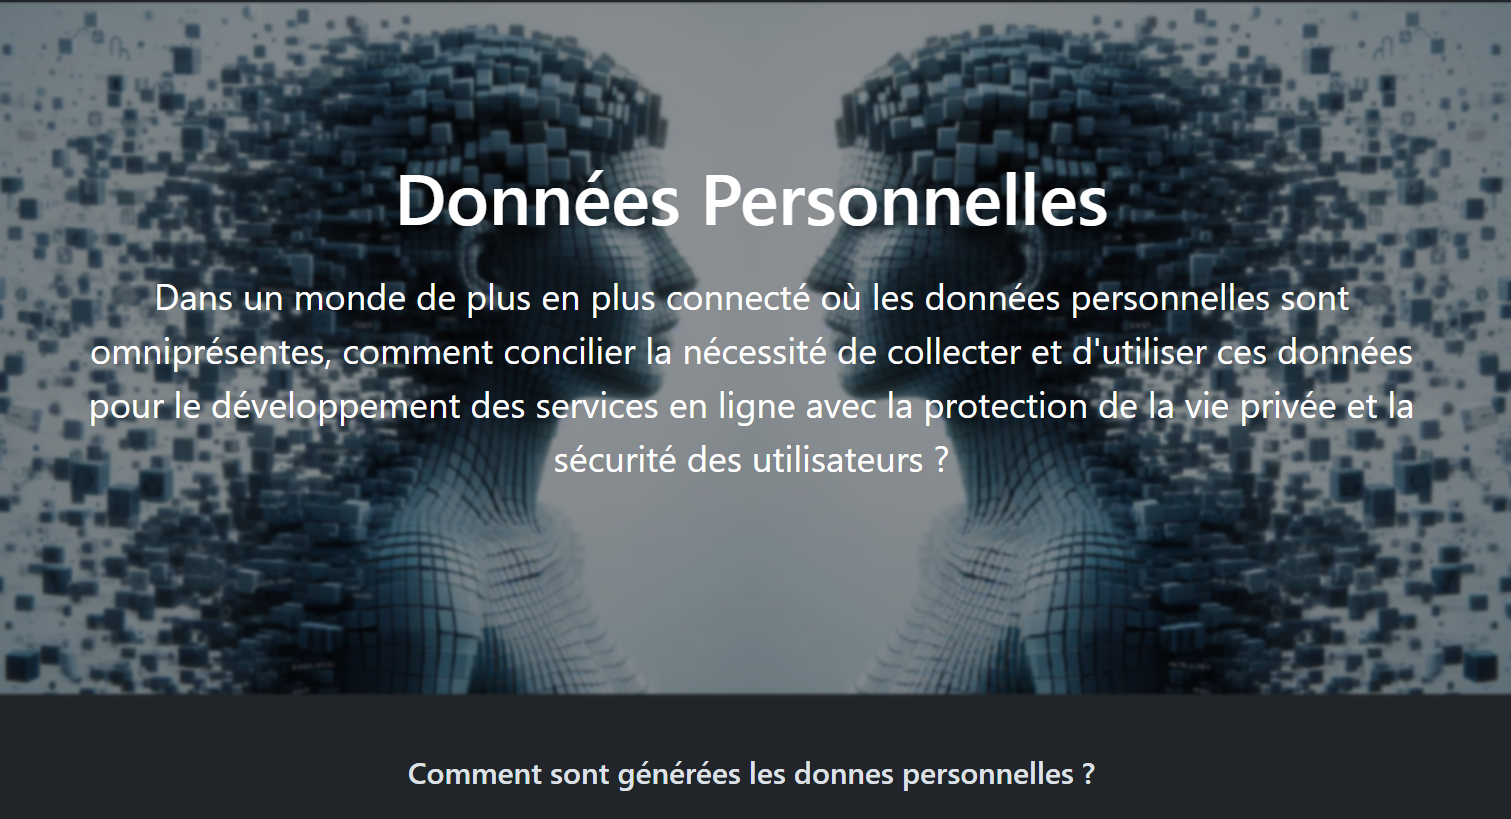 Données Personnelles
Dans un monde de plus en plus connecté où les données personnelles sont
omniprésentes, comment concilier la nécessité de collecter et d'utiliser ces données
pour le développement des services en ligne avec la protection de la vie privée et la
sécurité des utilisateurs ?
Comment sont générées les donnes personnelles ?